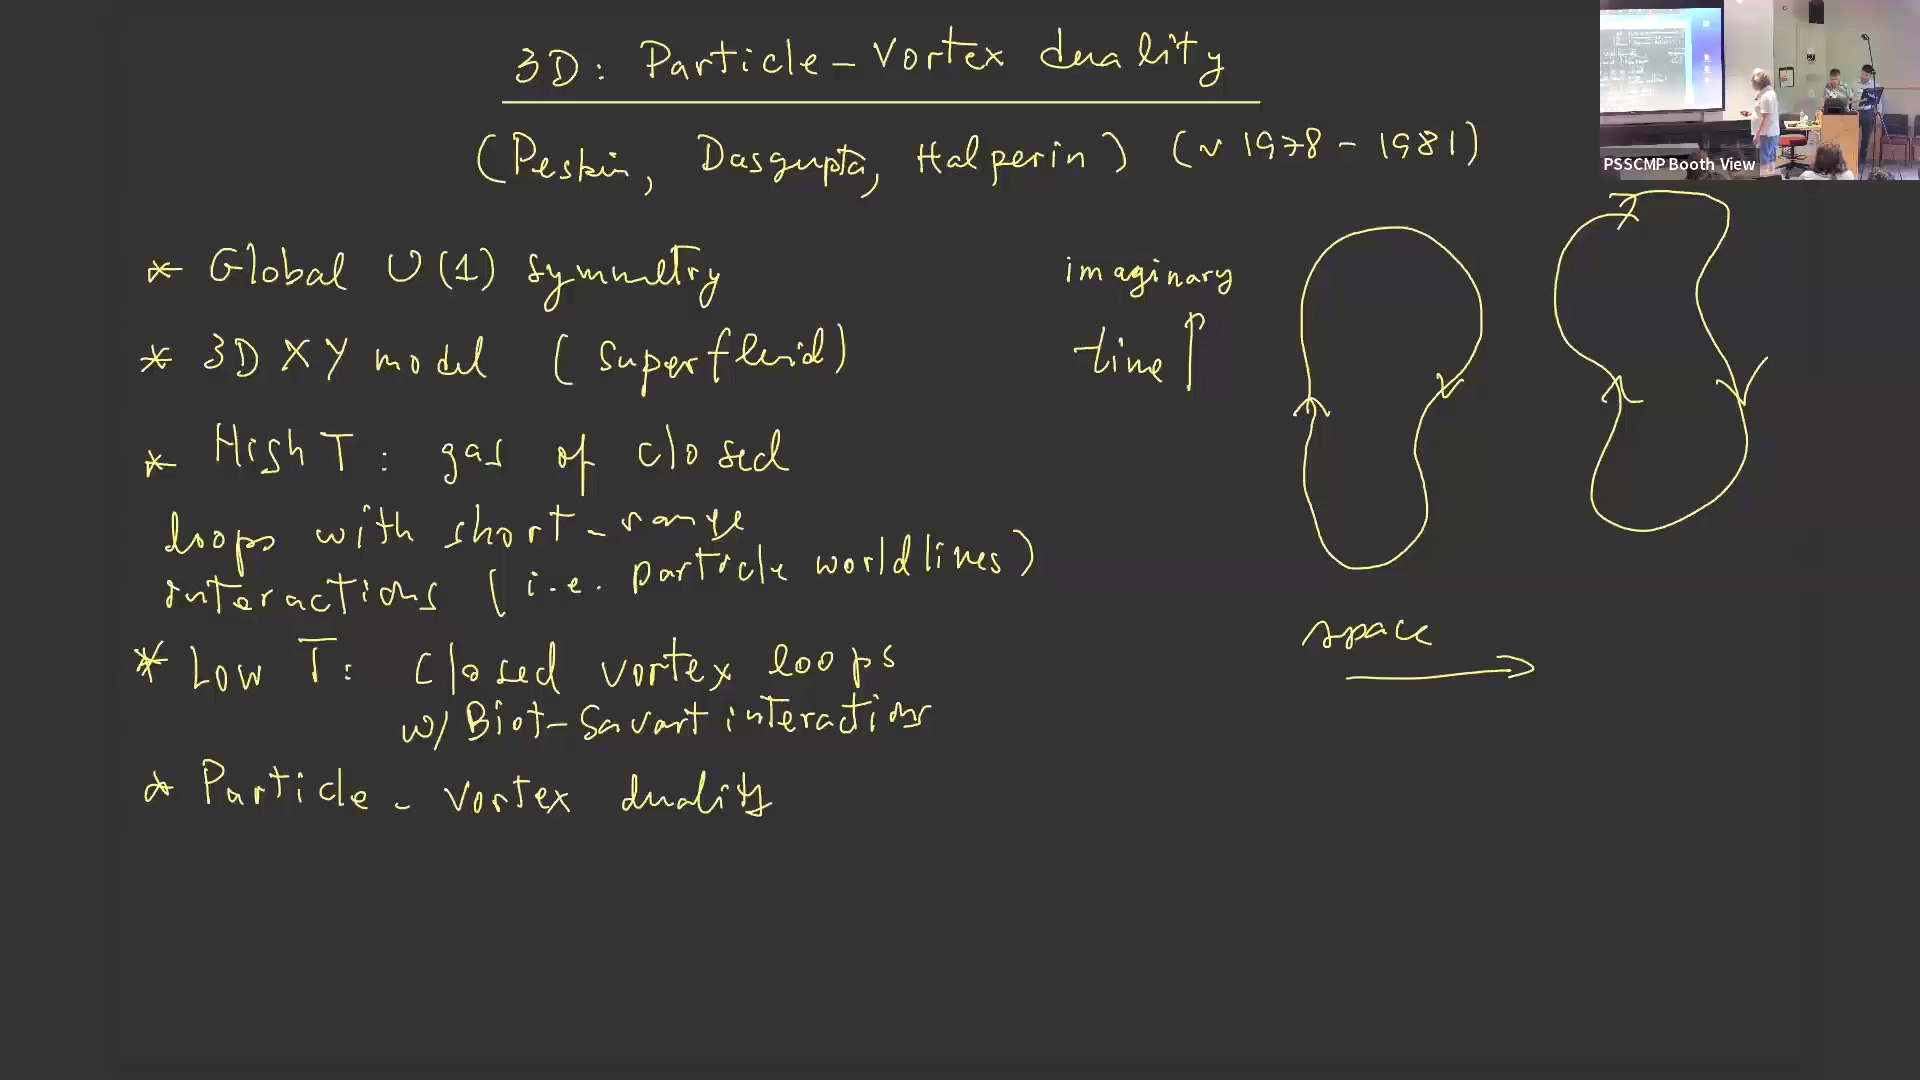 3D: Particle - Vortex duality
(Peskin, Dasgupta, Halperin) (~ 1978 - 1981)
PSSCMP Booth View
* Global U(1) symmetry
* 3D XY model (superfluid)
* High T: gas of closed
loops with short-range
interactions (i.e. particle worldlines)
* Low T: closed vortex loops
w/ Biot-Savart interactions
* Particle - vortex duality
imaginary
time
space